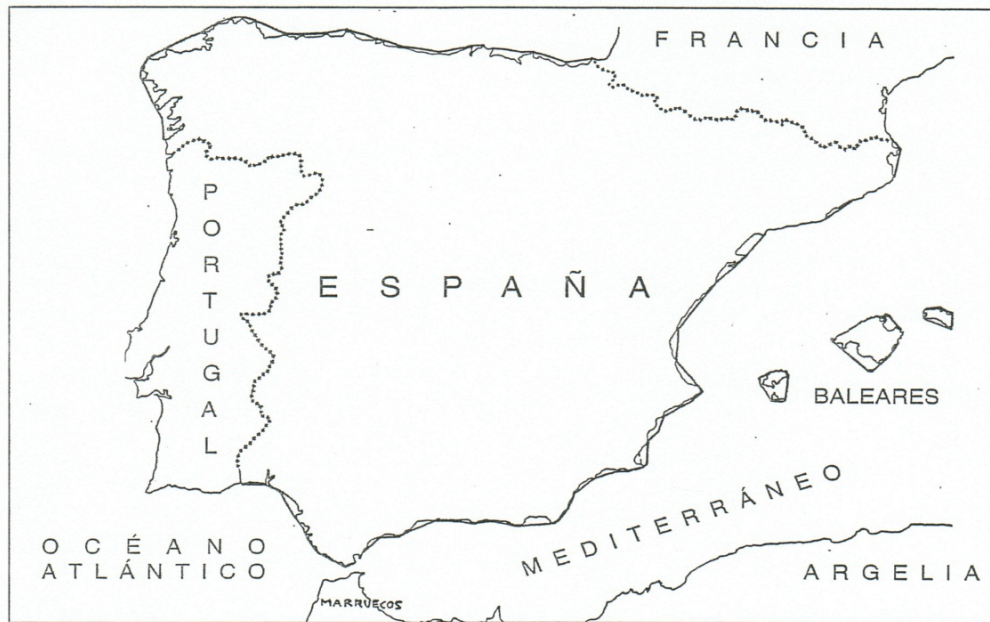 FRANCIA
PORTUGAL
ESPAÑA
BALEARES
MEDITERRÁNEO
OCÉANO
ATLÁNTICO
MARRUECOS
ARGELIA